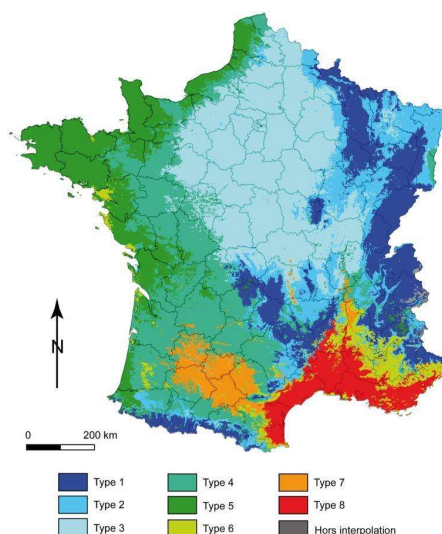 N
0 200 km
Type 1 Type 4 Type 7
Type 2 Type 5 Type 8
Type 3 Type 6 Hors interpolation